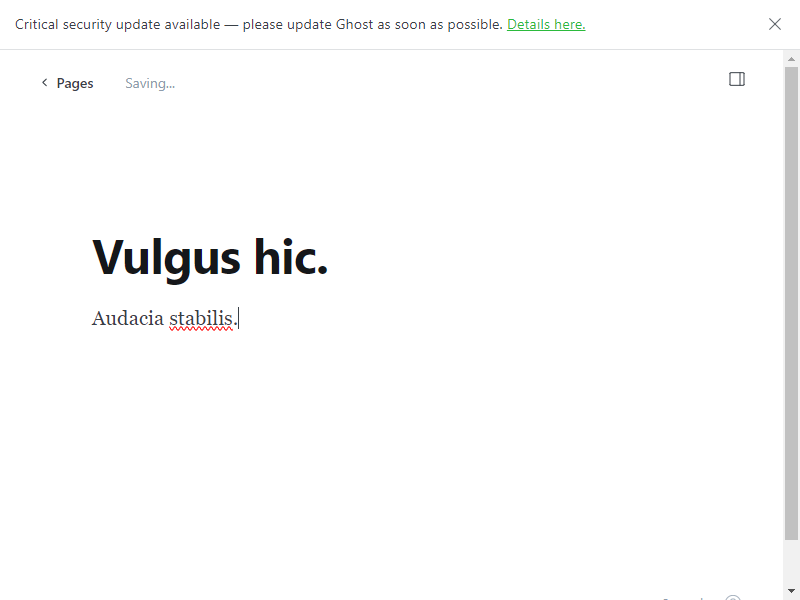 Critical security update available — please update Ghost as soon as possible. Details here.
Pages
Saving...
Vulgus hic.
Audacia stabilis.